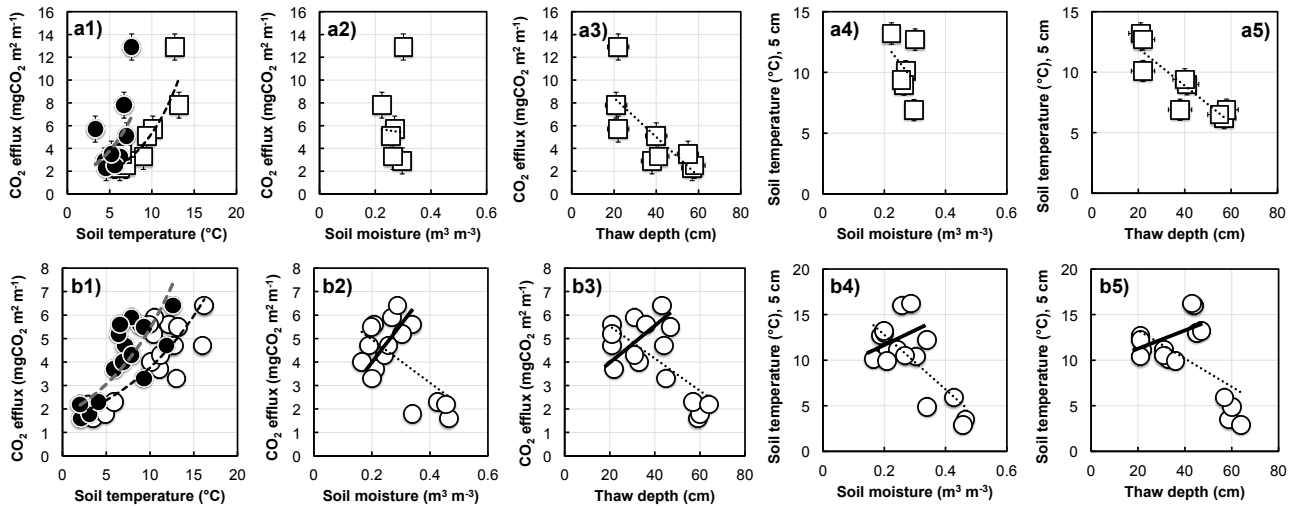 a1) a2) a3) a4) a5)
CO2 efflux (mgCO2 m² m⁻¹)
16
14
12
10
8
6
4
2
0
0 5 10 15 20
Soil temperature (°C)
CO2 efflux (mgCO2 m² m⁻¹)
16
14
12
10
8
6
4
2
0
0 0.2 0.4 0.6
Soil moisture (m³ m⁻³)
CO2 efflux (mgCO2 m² m⁻¹)
16
14
12
10
8
6
4
2
0
0 20 40 60 80
Thaw depth (cm)
Soil temperature (°C), 5 cm
15
10
5
0
0 0.2 0.4 0.6
Soil moisture (m³ m⁻³)
Soil temperature (°C), 5 cm
15
10
5
0
0 20 40 60 80
Thaw depth (cm)
b1) b2) b3) b4) b5)
CO2 efflux (mgCO2 m² m⁻¹)
8
7
6
5
4
3
2
1
0
0 5 10 15 20
Soil temperature (°C)
CO2 efflux (mgCO2 m² m⁻¹)
8
7
6
5
4
3
2
1
0
0 0.2 0.4 0.6
Soil moisture (m³ m⁻³)
CO2 efflux (mgCO2 m² m⁻¹)
8
7
6
5
4
3
2
1
0
0 20 40 60 80
Thaw depth (cm)
Soil temperature (°C), 5 cm
20
15
10
5
0
0 0.2 0.4 0.6
Soil moisture (m³ m⁻³)
Soil temperature (°C), 5 cm
20
15
10
5
0
0 20 40 60 80
Thaw depth (cm)